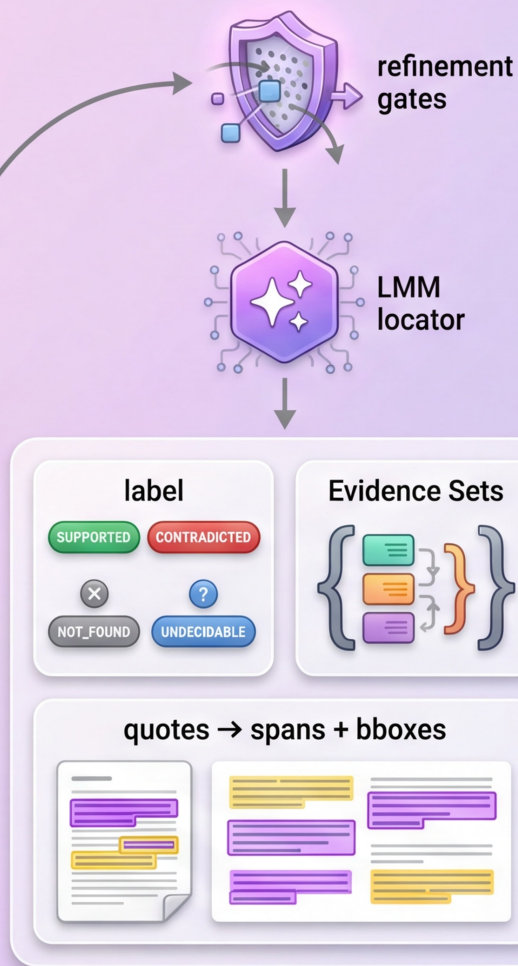 refinement
gates
LMM
locator
label
SUPPORTED
CONTRADICTED
NOT_FOUND
?
UNDECIDABLE
Evidence Sets
quotes → spans + bboxes